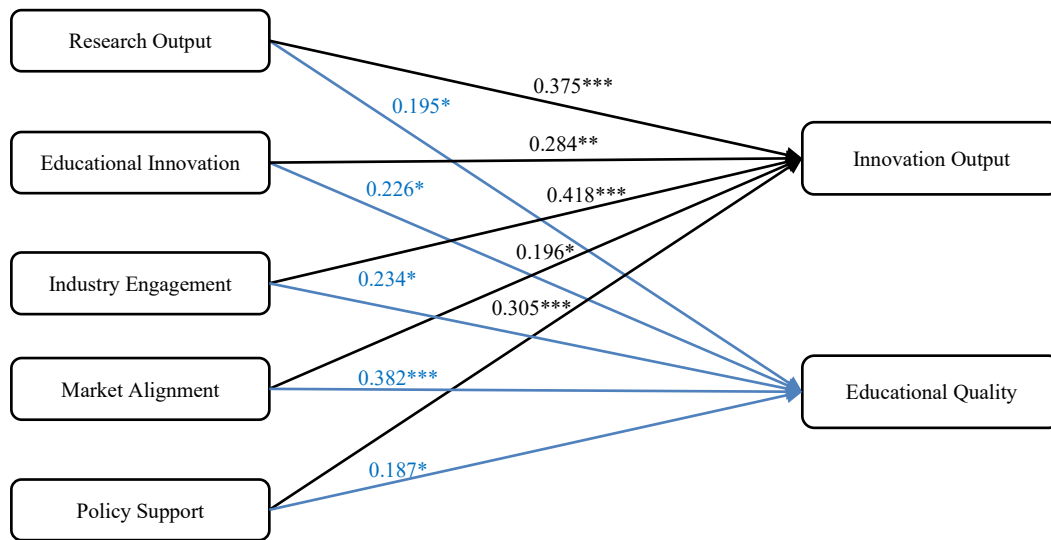 Research Output
0.375***
0.195*
Educational Innovation
0.284**
Innovation Output
0.226*
0.418***
0.196*
Industry Engagement
0.234*
0.305***
Market Alignment
0.382***
Educational Quality
0.187*
Policy Support